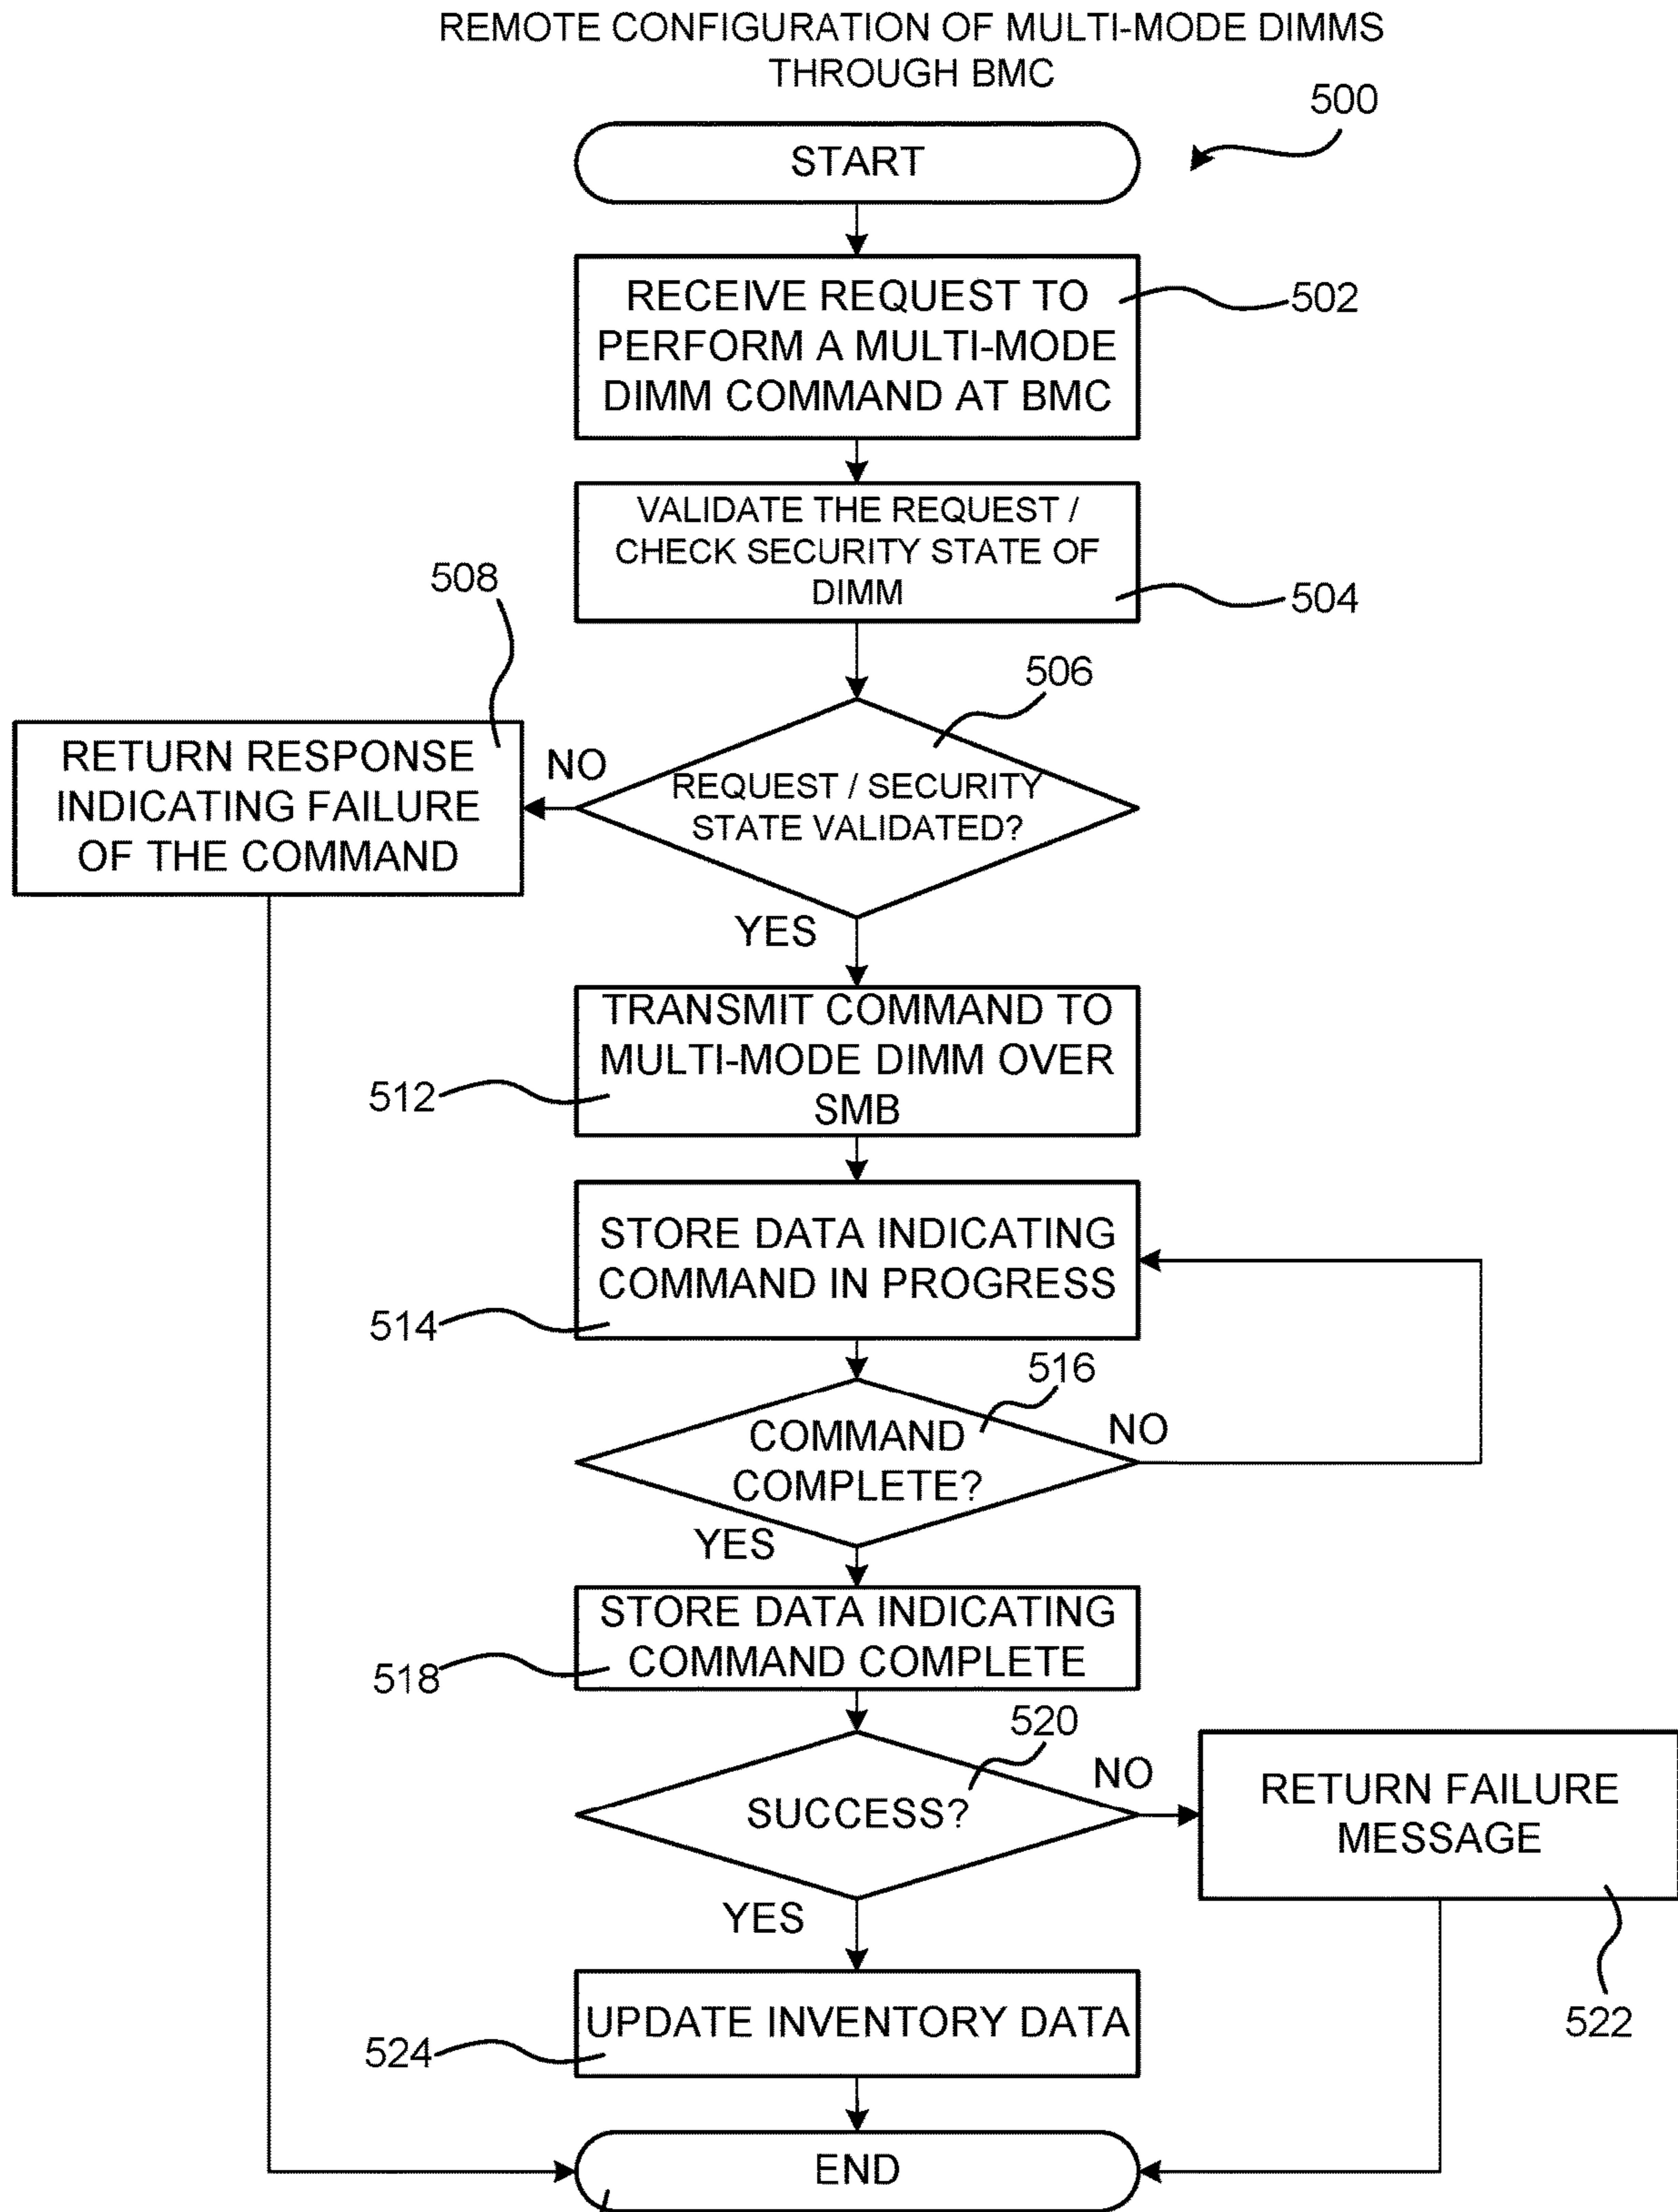 REMOTE CONFIGURATION OF MULTI-MODE DIMMS
THROUGH BMC
500
START
RECEIVE REQUEST TO
PERFORM A MULTI-MODE
DIMM COMMAND AT BMC
502
VALIDATE THE REQUEST /
CHECK SECURITY STATE OF
DIMM
504
508
506
RETURN RESPONSE
INDICATING FAILURE
OF THE COMMAND
NO
REQUEST / SECURITY
STATE VALIDATED?
YES
TRANSMIT COMMAND TO
MULTI-MODE DIMM OVER
SMB
512
STORE DATA INDICATING
COMMAND IN PROGRESS
514
516
COMMAND
COMPLETE?
NO
YES
STORE DATA INDICATING
COMMAND COMPLETE
518
520
SUCCESS?
NO
RETURN FAILURE
MESSAGE
YES
522
UPDATE INVENTORY DATA
524
END